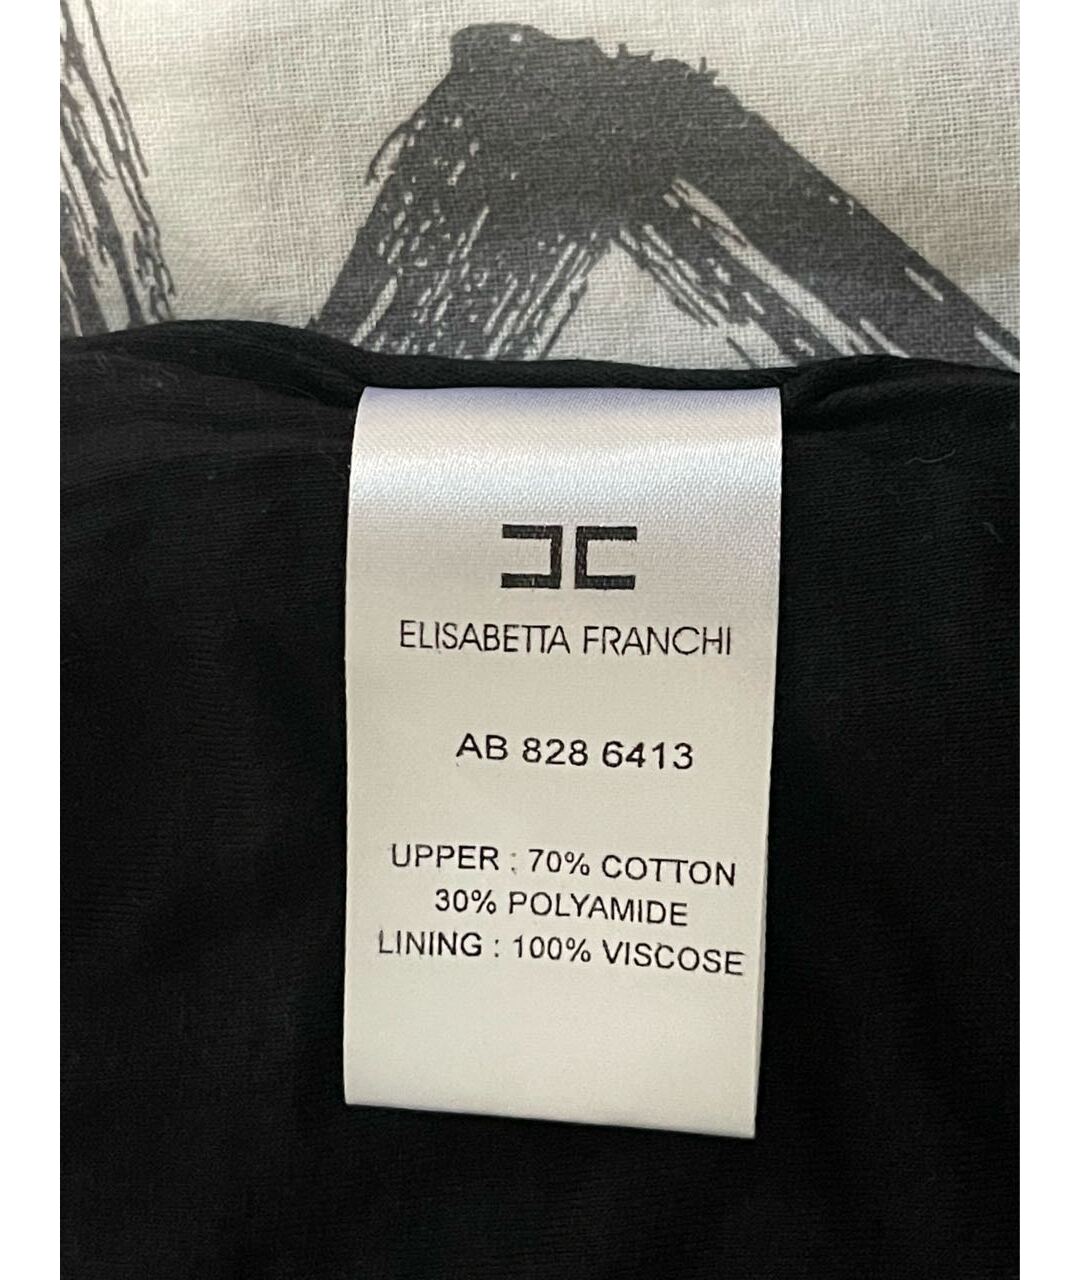 ELISABETTA FRANCHI
AB 828 6413
UPPER : 70% COTTON
30% POLYAMIDE
LINING : 100% VISCOSE